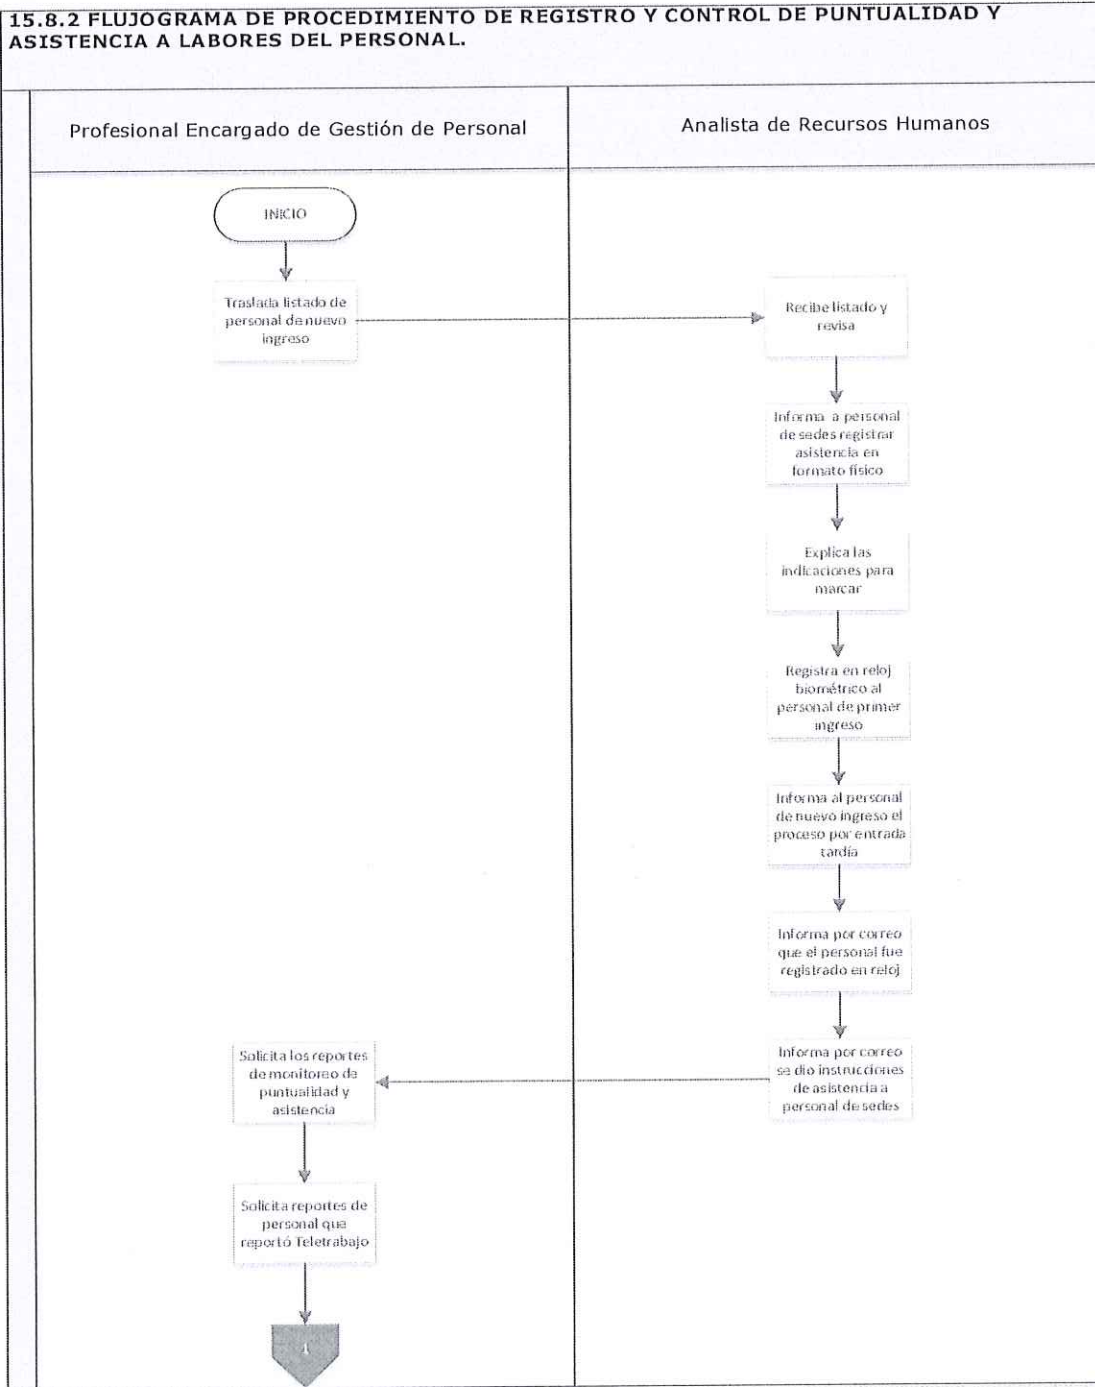 15.8.2 FLUJOGRAMA DE PROCEDIMIENTO DE REGISTRO Y CONTROL DE PUNTUALIDAD Y
ASISTENCIA A LABORES DEL PERSONAL.
Profesional Encargado de Gestión de Personal
Analista de Recursos Humanos
INICIO
Traslada listado de
personal de nuevo
ingreso
Recibe listado y
revisa
Informa a personal
de sedes registrar
asistencia en
formato físico
Explica las
indicaciones para
marcar
Registra en reloj
biométrico al
personal de primer
ingreso
Informa al personal
de nuevo ingreso el
proceso por entrada
tardía
Informa por correo
que el personal fue
registrado en reloj
Informa por correo
se dio instrucciones
de asistencia a
personal de sedes
Solicita los reportes
de monitoreo de
puntualidad y
asistencia
Solicita reportes de
personal que
reportó Teletrabajo
1